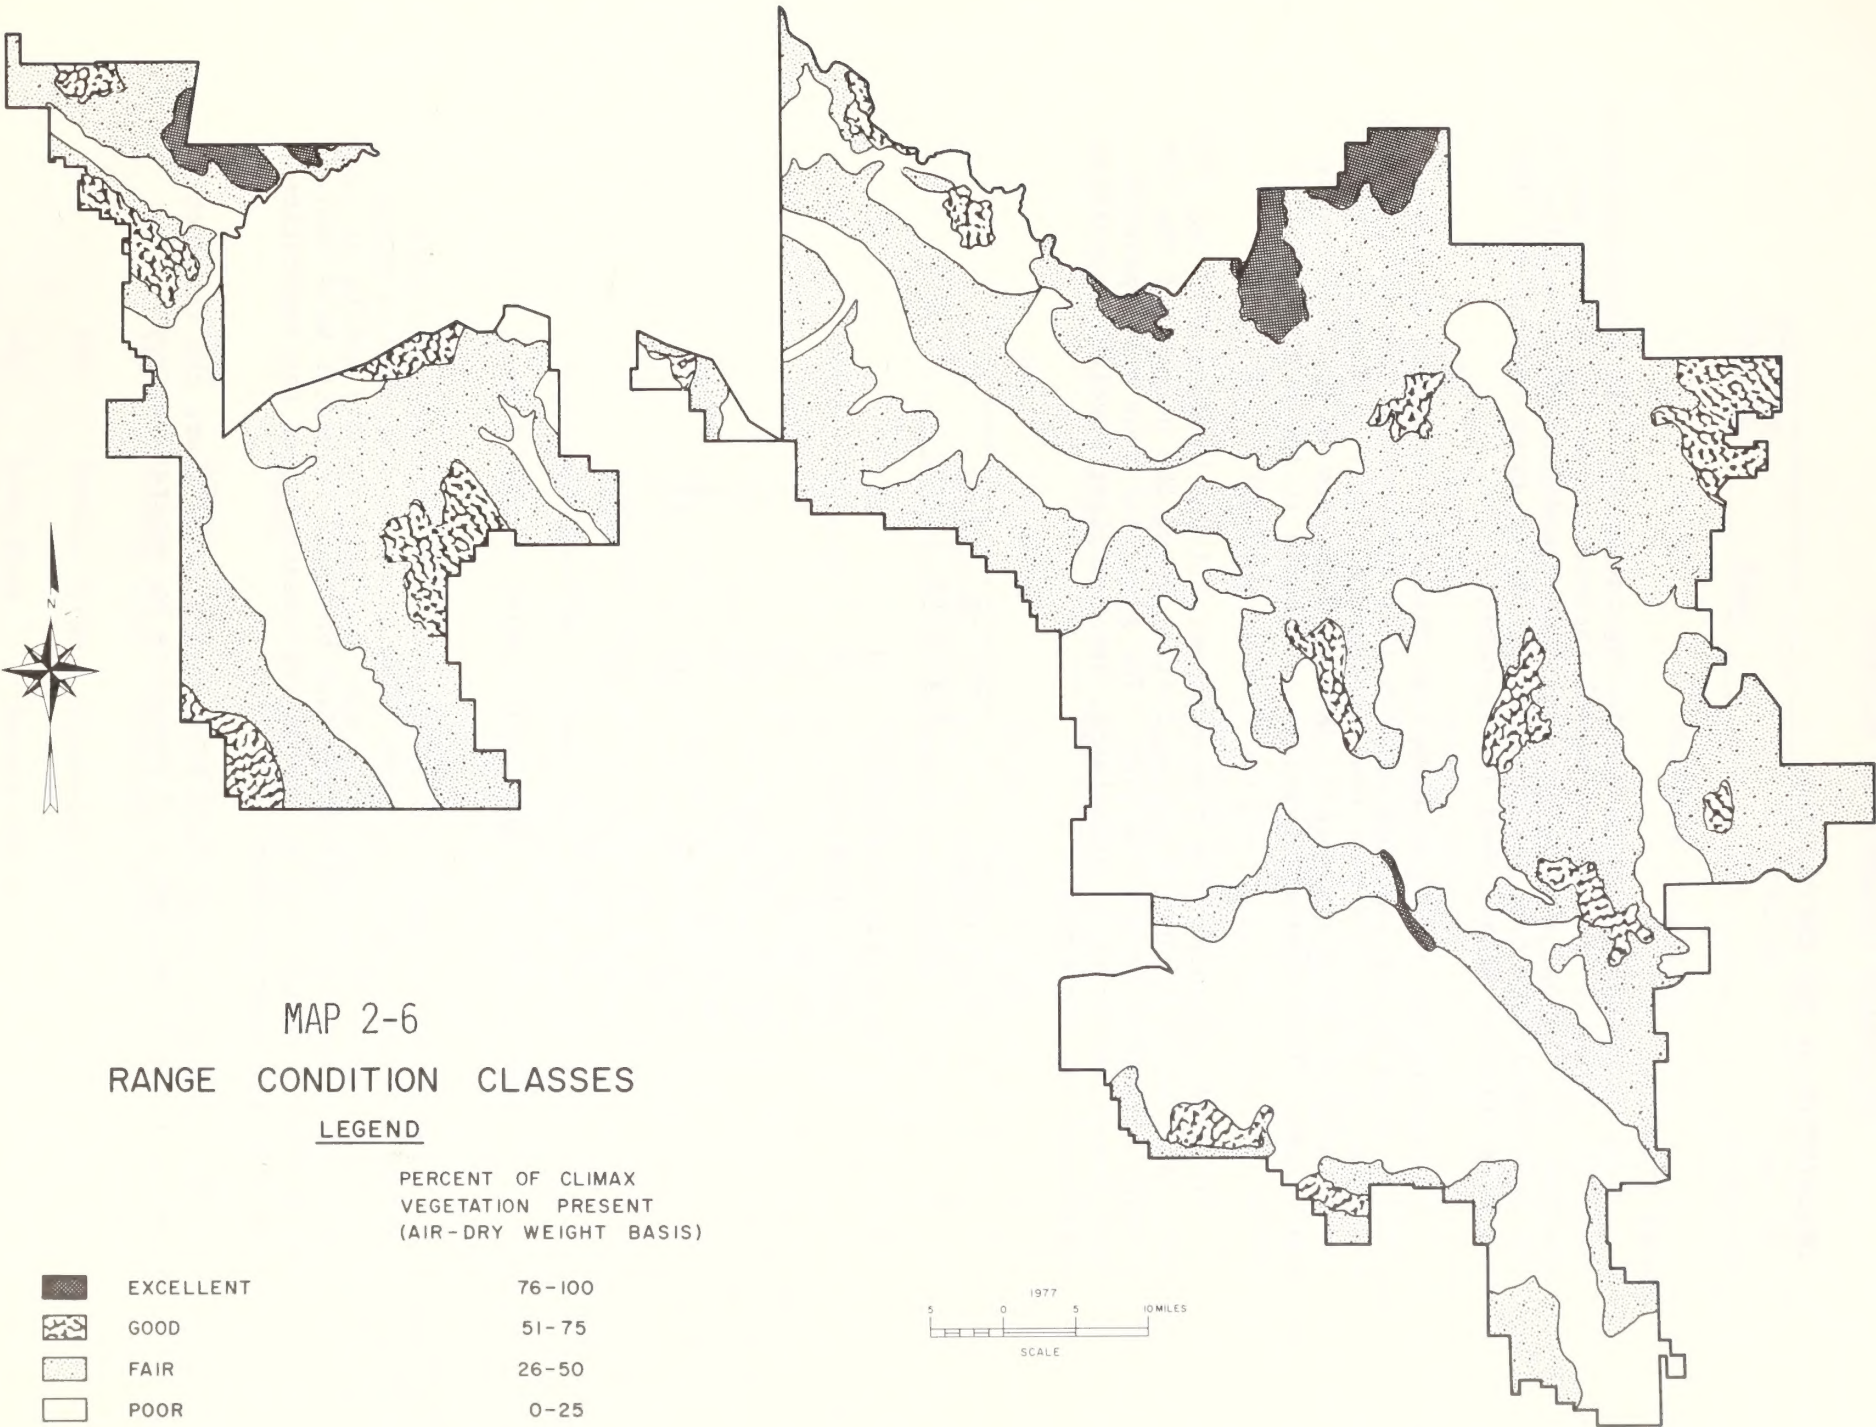 N
MAP 2-6
RANGE CONDITION CLASSES
LEGEND
PERCENT OF CLIMAX
VEGETATION PRESENT
(AIR-DRY WEIGHT BASIS)
EXCELLENT 76-100
GOOD 51-75
FAIR 26-50
POOR 0-25
1977
5 0 5 10 MILES
SCALE